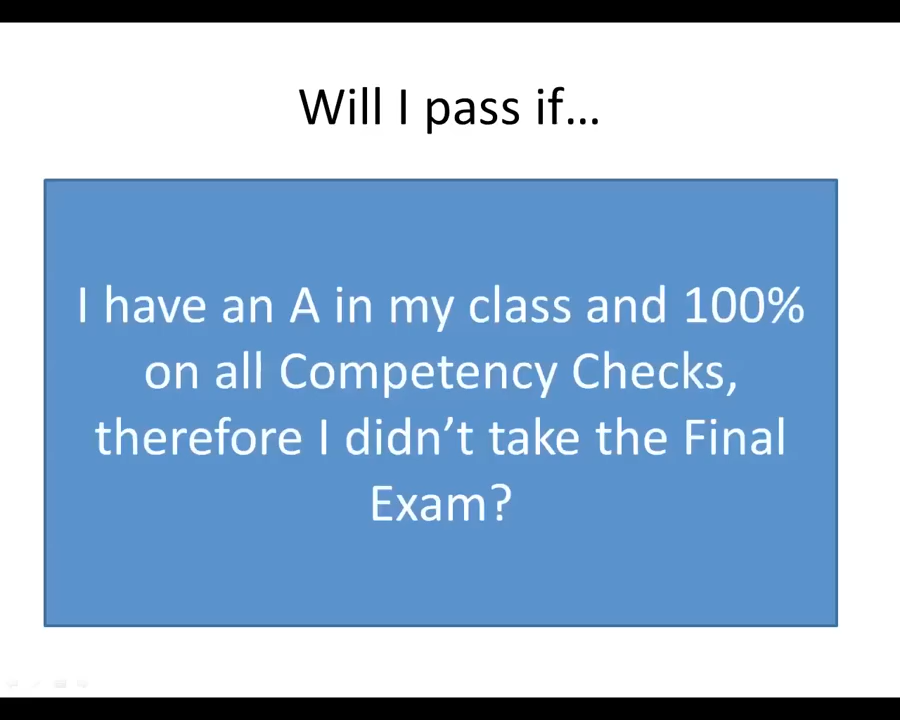 Will I pass if…
I have an A in my class and 100%
on all Competency Checks,
therefore I didn’t take the Final
Exam?